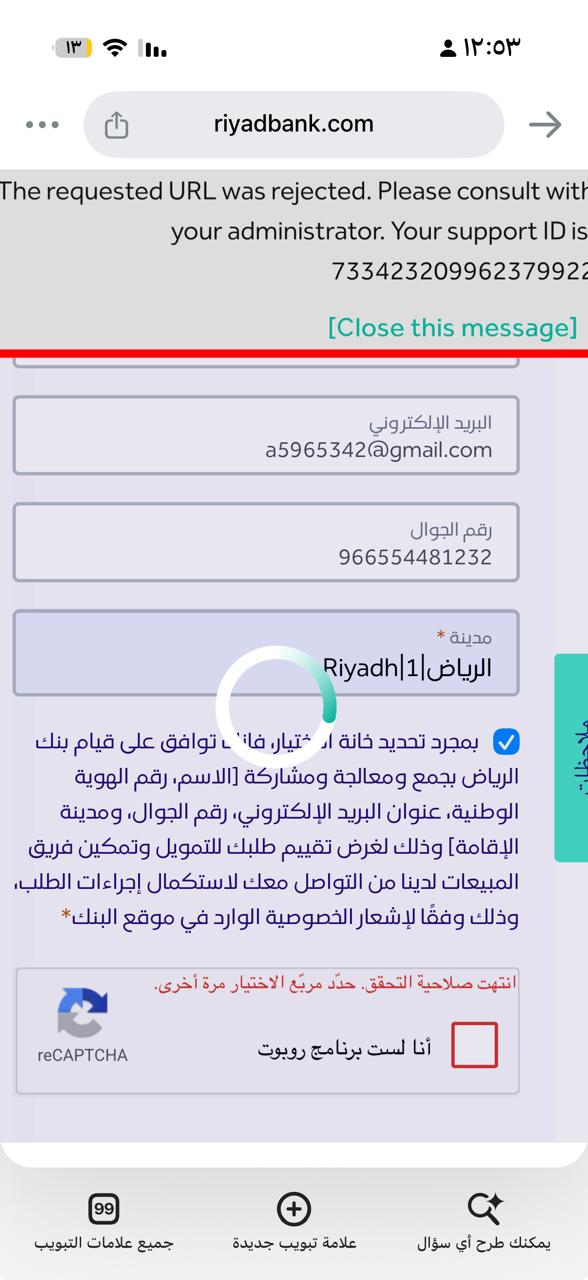 ١٢:٥٣
١٣
riyadbank.com
The requested URL was rejected. Please consult with
your administrator. Your support ID is
733423209962379922
[Close this message]
البريد الإلكتروني
a5965342@gmail.com
رقم الجوال
966554481232
مدينة *
الرياض|1|Riyadh
ملاحظات
بمجرد تحديد خانة الاختيار، فإنك توافق على قيام بنك
الرياض بجمع ومعالجة ومشاركة [الاسم، رقم الهوية
الوطنية، عنوان البريد الإلكتروني، رقم الجوال، ومدينة
الإقامة] وذلك لغرض تقييم طلبك للتمويل وتمكين فريق
المبيعات لدينا من التواصل معك لاستكمال إجراءات الطلب،
وذلك وفقًا لإشعار الخصوصية الوارد في موقع البنك*
انتهت صلاحية التحقق. حدّد مربّع الاختيار مرة أخرى.
أنا لست برنامج روبوت
reCAPTCHA
يمكنك طرح أي سؤال
علامة تبويب جديدة
99
جميع علامات التبويب